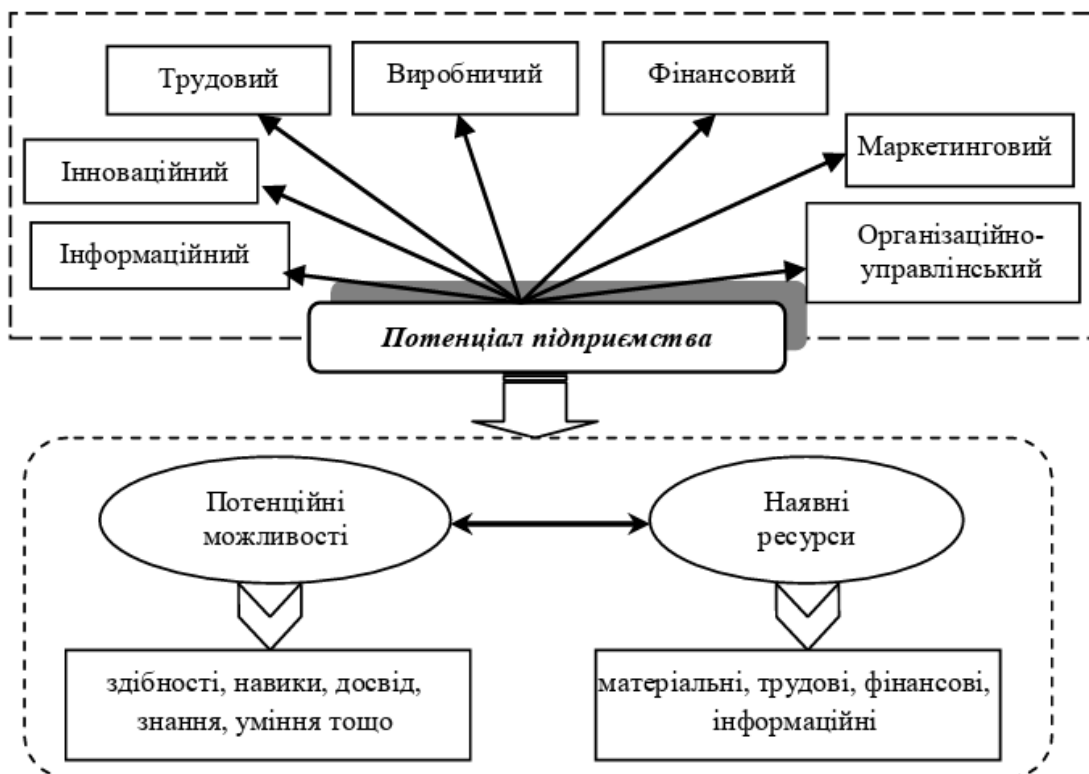 Трудовий
Виробничий
Фінансовий
Інноваційний
Маркетинговий
Інформаційний
Організаційно-
управлінський
Потенціал підприємства
Потенційні
можливості
Наявні
ресурси
здібності, навики, досвід,
знання, уміння тощо
матеріальні, трудові, фінансові,
інформаційні